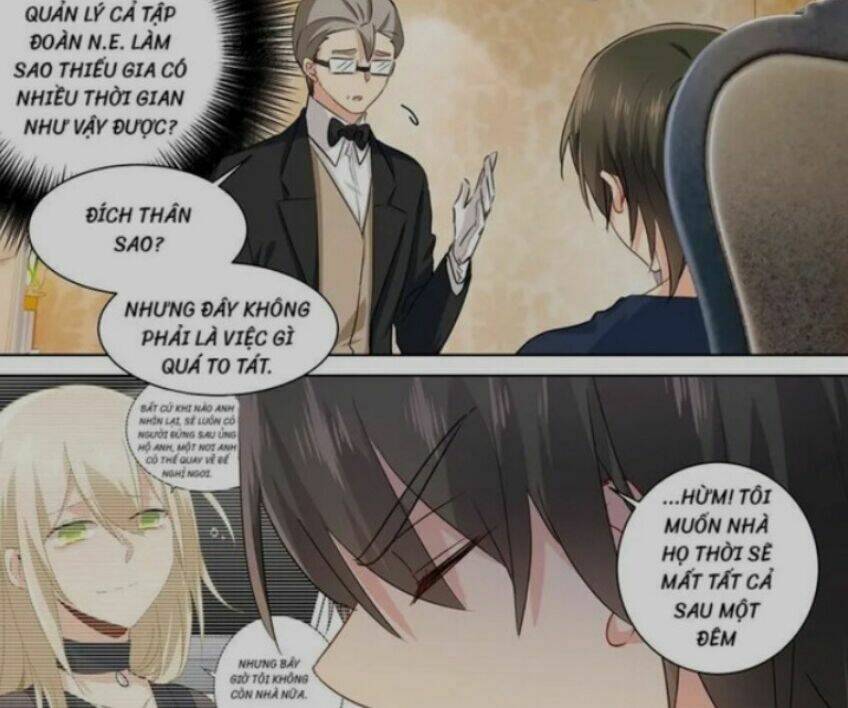 QUẢN LÝ CẢ TẬP
ĐOÀN N.E. LÀM
SAO THIẾU GIA CÓ
NHIỀU THỜI GIAN
NHƯ VẬY ĐƯỢC?
ĐÍCH THÂN
SAO?
NHƯNG ĐÂY KHÔNG
PHẢI LÀ VIỆC GÌ
QUÁ TO TÁT.
BẤT CỨ KHI NÀO ANH
NHÌN LẠI, SẼ LUÔN CÓ
NGƯỜI ĐỨNG SAU ỦNG
HỘ ANH, MỘT NƠI ANH
CÓ THỂ QUAY VỀ ĐỂ
NGHỈ NGƠI.
...HỪM! TÔI
MUỐN NHÀ
HỌ THỜI SẼ
MẤT TẤT CẢ
SAU MỘT
ĐÊM
NHƯNG BÂY
GIỜ TÔI KHÔNG
CÒN NHÀ NỮA.